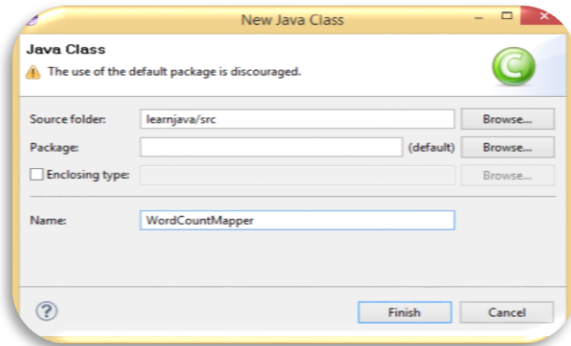 New Java Class
Java Class
The use of the default package is discouraged.
Source folder: learnjava/src Browse...
Package: (default) Browse...
Enclosing type: Browse...
Name: WordCountMapper
Finish Cancel